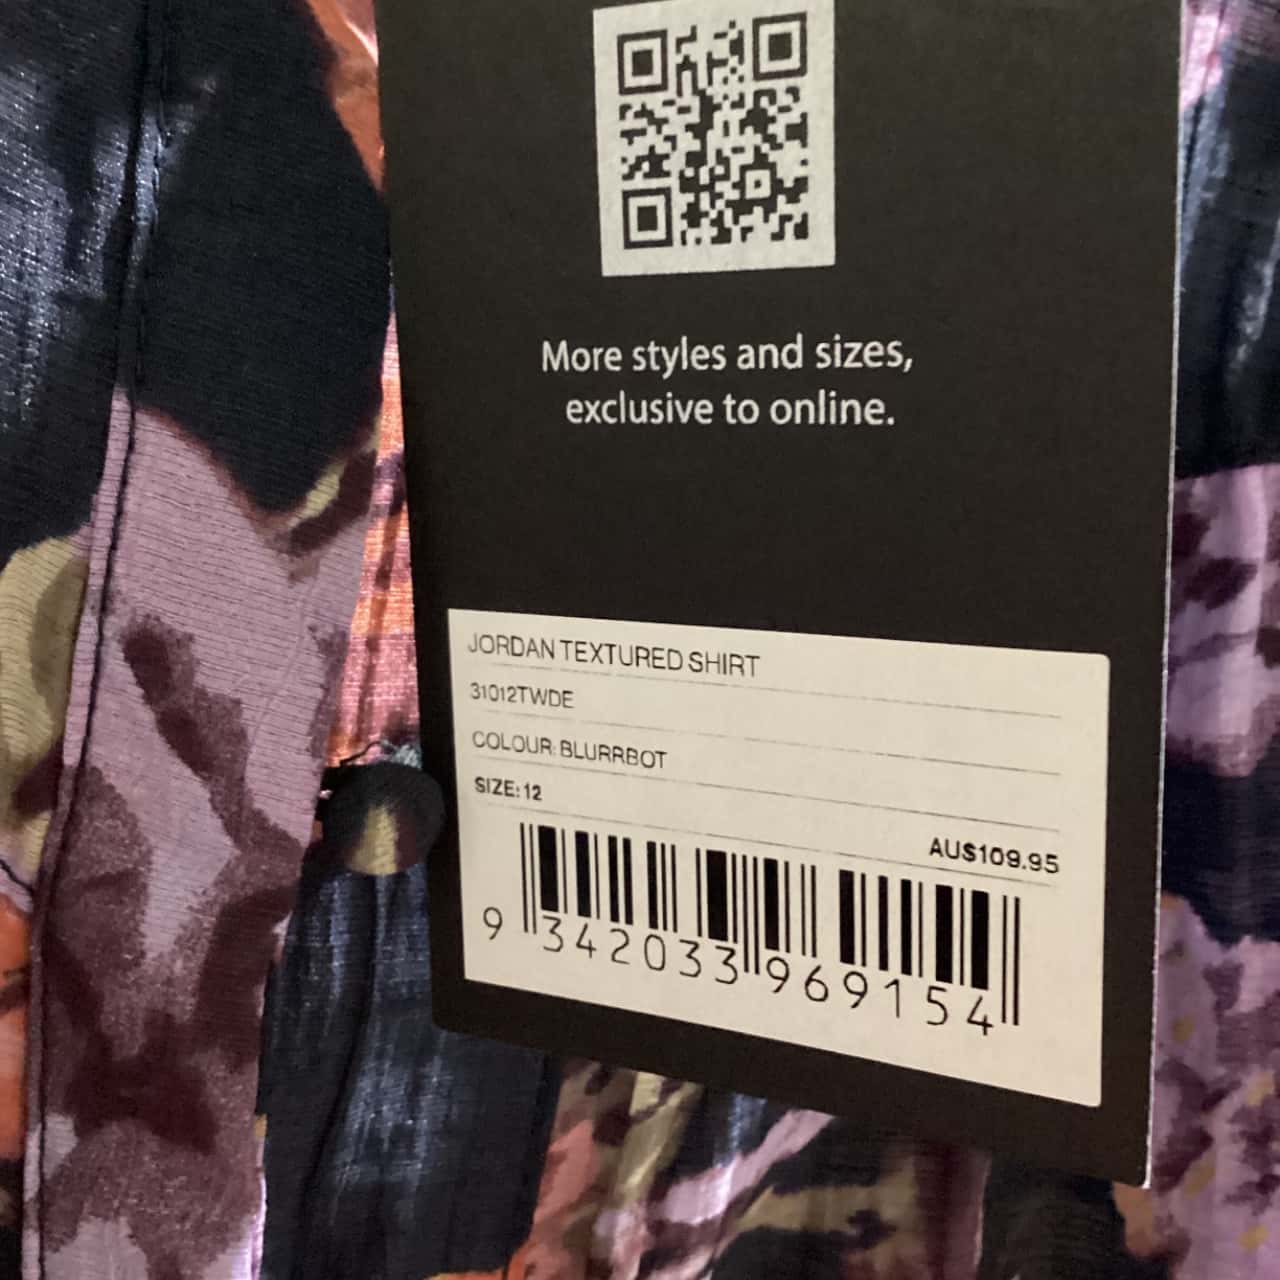 More styles and sizes,
exclusive to online.
JORDAN TEXTURED SHIRT
31012TWDE
COLOUR: BLURRBOT
SIZE: 12
AU$109.95
9 342033 969154